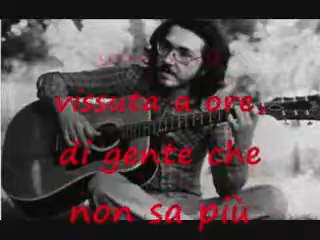 vissuta a ore,
di gente che
non sa più